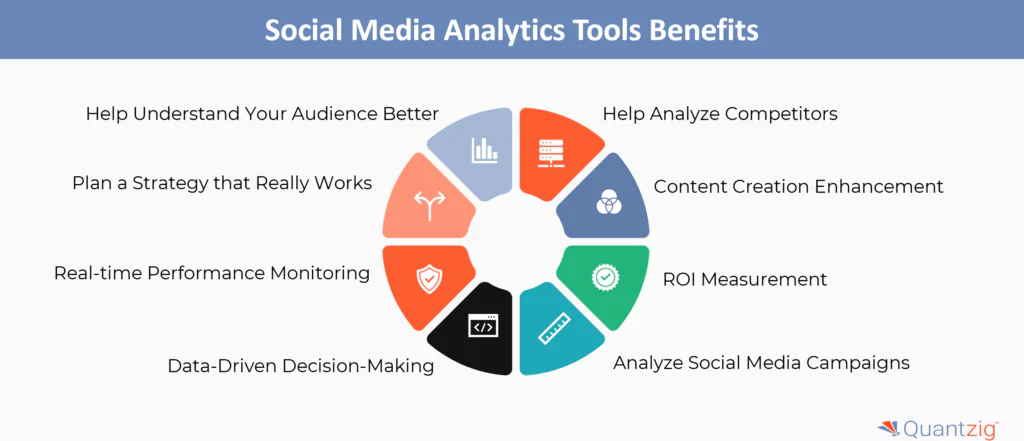 Social Media Analytics Tools Benefits
Help Understand Your Audience Better
Help Analyze Competitors
Plan a Strategy that Really Works
Content Creation Enhancement
Real-time Performance Monitoring
ROI Measurement
Data-Driven Decision-Making
Analyze Social Media Campaigns
</>
Quantzig™